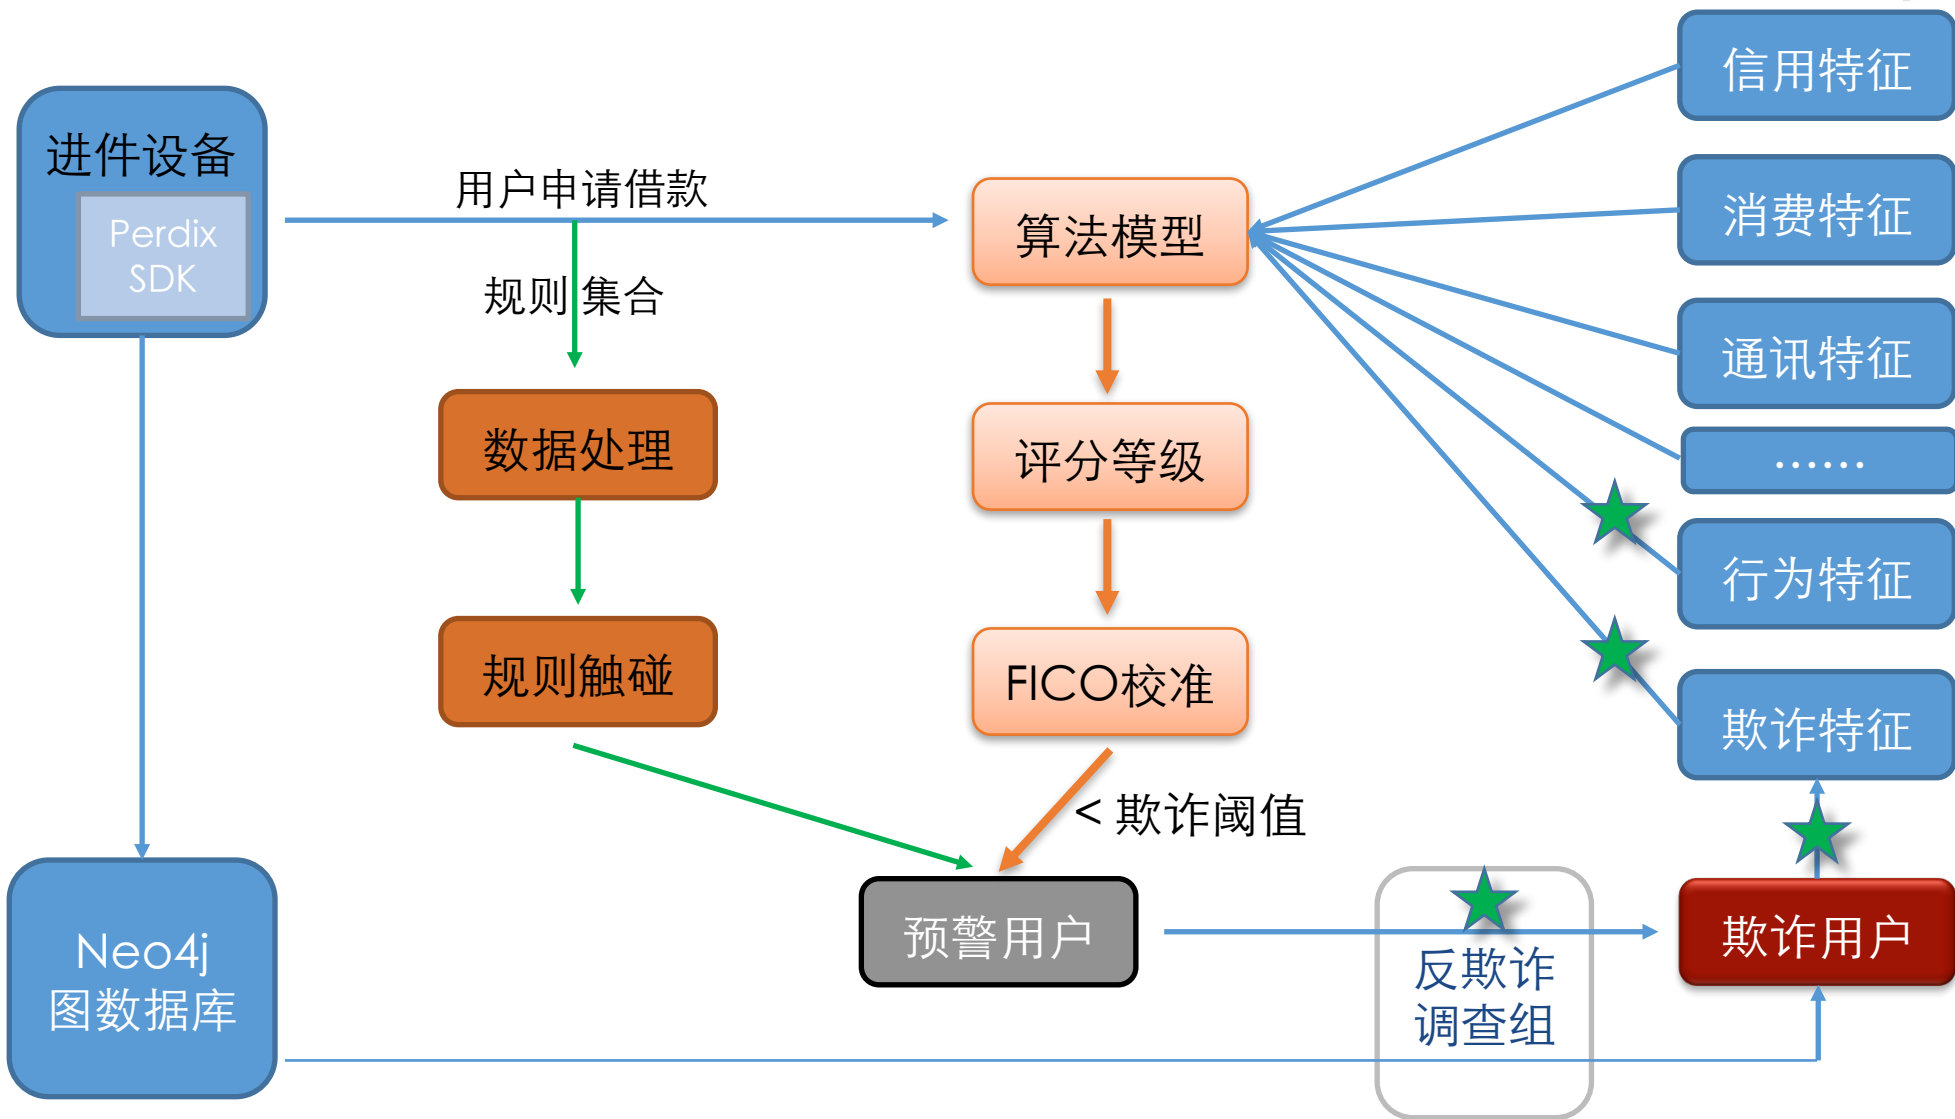 进件设备
Perdix
SDK
用户申请借款
规则 集合
数据处理
规则触碰
算法模型
评分等级
FICO校准
< 欺诈阈值
预警用户
反欺诈
调查组
信用特征
消费特征
通讯特征
……
行为特征
欺诈特征
欺诈用户
Neo4j
图数据库